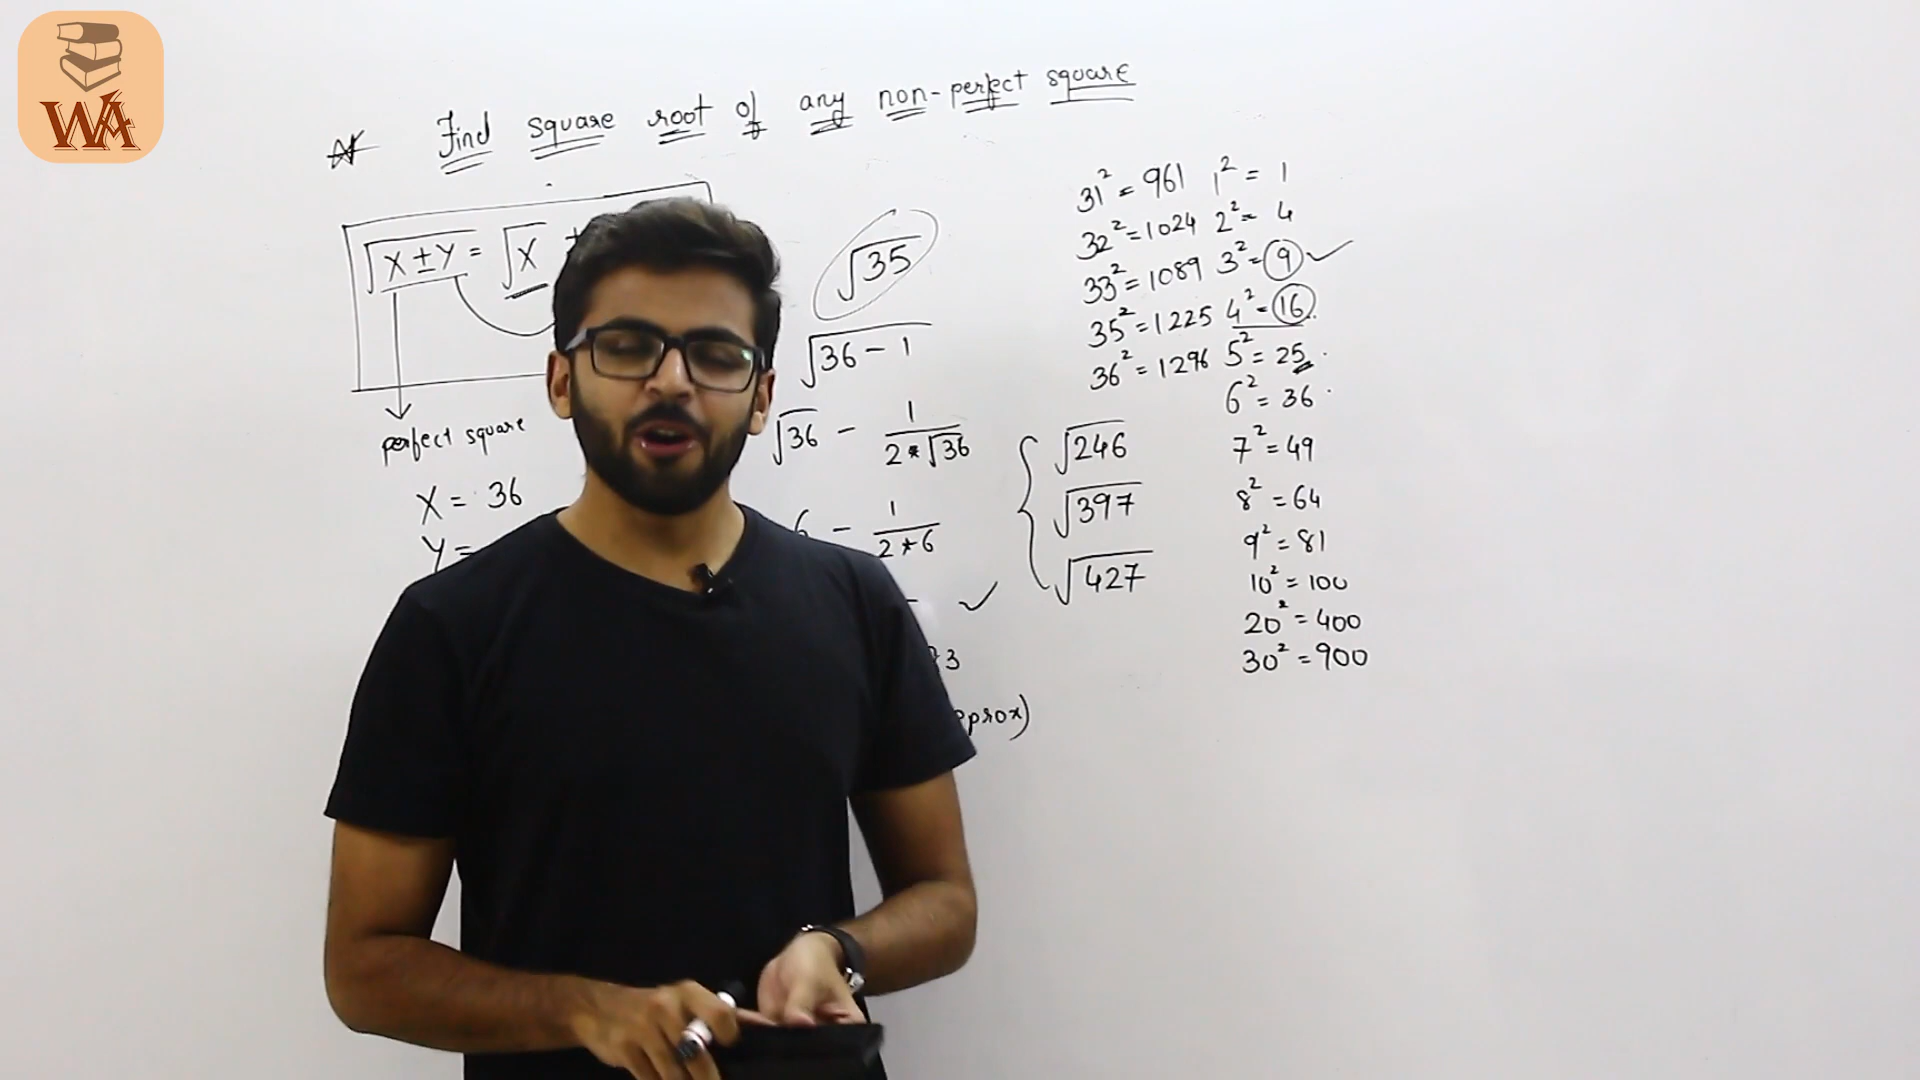 WA
Find square root of any non-perfect square
√X±Y = √X
perfect square
X = 36
Y =
√35
√36 - 1
√36 - 1/2*√36
6 - 1/2*6
3
prox)
√246
√397
√427
31² = 961
32² = 1024
33² = 1089
35² = 1225
36² = 1296
1² = 1
2² = 4
3² = 9 ✓
4² = 16
5² = 25
6² = 36
7² = 49
8² = 64
9² = 81
10² = 100
20² = 400
30² = 900